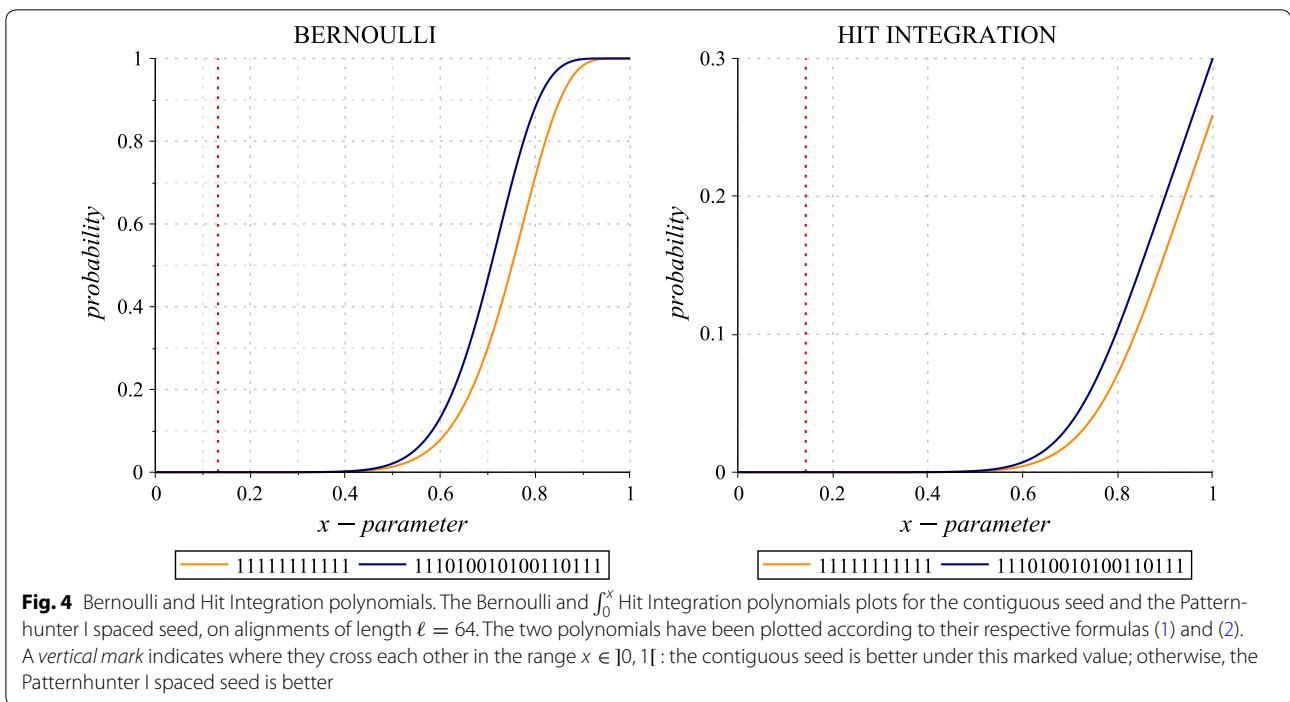 BERNOULLI
1
0.8
0.6
0.4
0.2
0
probability
0 0.2 0.4 0.6 0.8 1
x − parameter
11111111111 111010010100110111
HIT INTEGRATION
0.3
0.2
0.1
0
probability
0 0.2 0.4 0.6 0.8 1
x − parameter
11111111111 111010010100110111
Fig. 4 Bernoulli and Hit Integration polynomials. The Bernoulli and ∫₀ˣ Hit Integration polynomials plots for the contiguous seed and the Pattern-
hunter I spaced seed, on alignments of length ℓ = 64. The two polynomials have been plotted according to their respective formulas (1) and (2).
A vertical mark indicates where they cross each other in the range x ∈ ]0, 1[ : the contiguous seed is better under this marked value; otherwise, the
Patternhunter I spaced seed is better